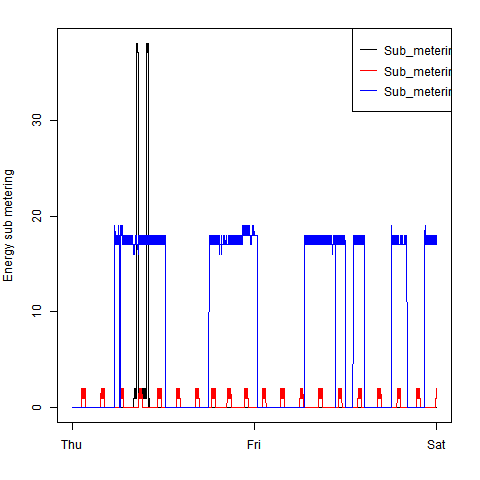 Energy sub metering
30
20
10
0
Thu
Fri
Sat
Sub_meterin
Sub_meterin
Sub_meterin